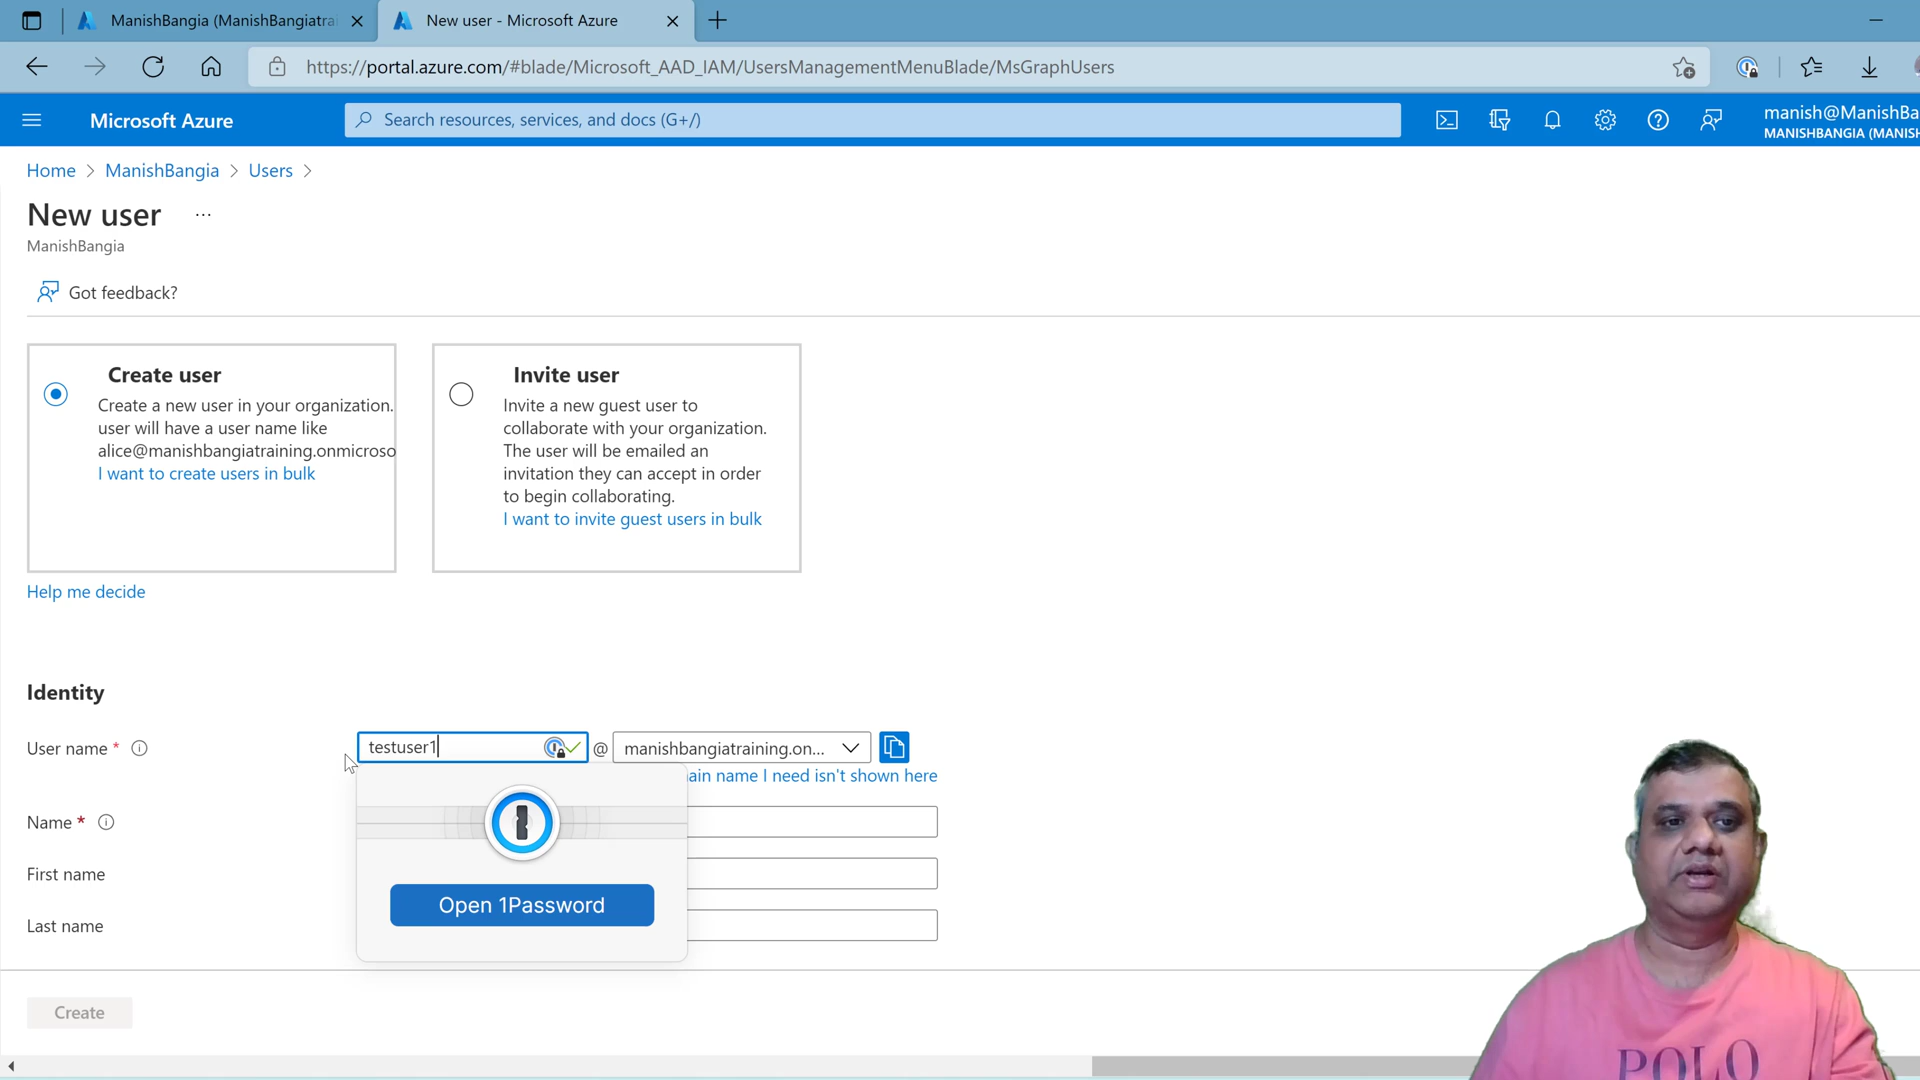 ManishBangia (ManishBangiatrai
New user - Microsoft Azure
https://portal.azure.com/#blade/Microsoft_AAD_IAM/UsersManagementMenuBlade/MsGraphUsers
Microsoft Azure
Search resources, services, and docs (G+/)
manish@ManishBa
MANISHBANGIA (MANISH
Home > ManishBangia > Users >
New user ...
ManishBangia
Got feedback?
Create user
Create a new user in your organization.
user will have a user name like
alice@manishbangiatraining.onmicroso
I want to create users in bulk
Invite user
Invite a new guest user to
collaborate with your organization.
The user will be emailed an
invitation they can accept in order
to begin collaborating.
I want to invite guest users in bulk
Help me decide
Identity
User name * testuser1 @ manishbangiatraining.on...
ain name I need isn't shown here
Name *
First name
Open 1Password
Last name
Create
POLO